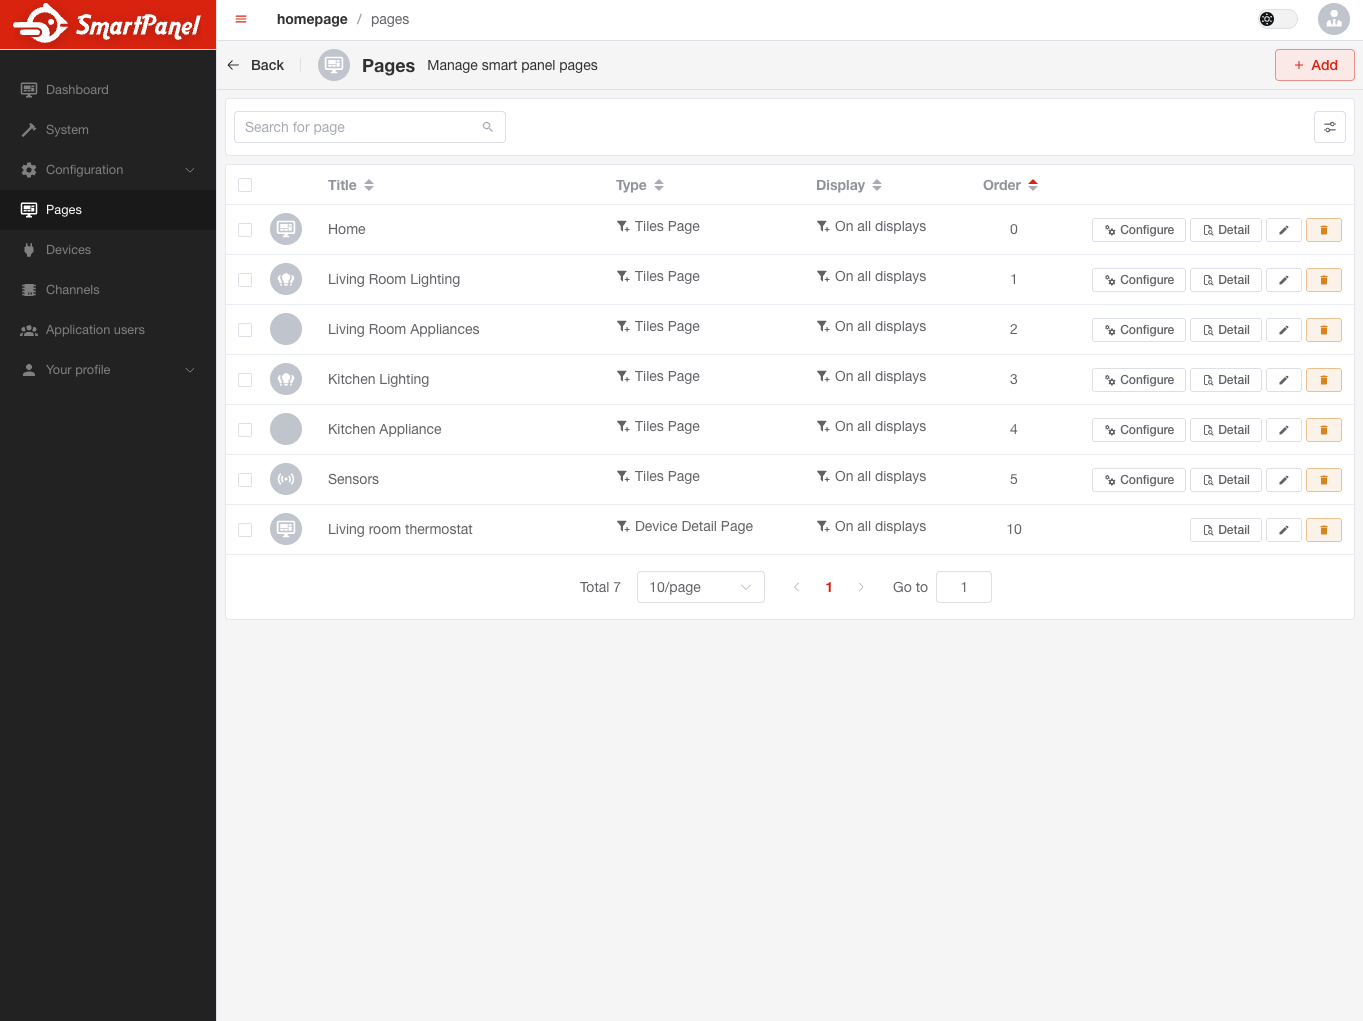 SmartPanel
homepage / pages
Back Pages Manage smart panel pages + Add
Dashboard
System
Configuration
Pages
Devices
Channels
Application users
Your profile
Search for page
Title Type Display Order
Home Tiles Page On all displays 0 Configure Detail
Living Room Lighting Tiles Page On all displays 1 Configure Detail
Living Room Appliances Tiles Page On all displays 2 Configure Detail
Kitchen Lighting Tiles Page On all displays 3 Configure Detail
Kitchen Appliance Tiles Page On all displays 4 Configure Detail
Sensors Tiles Page On all displays 5 Configure Detail
Living room thermostat Device Detail Page On all displays 10 Detail
Total 7 10/page 1 Go to 1